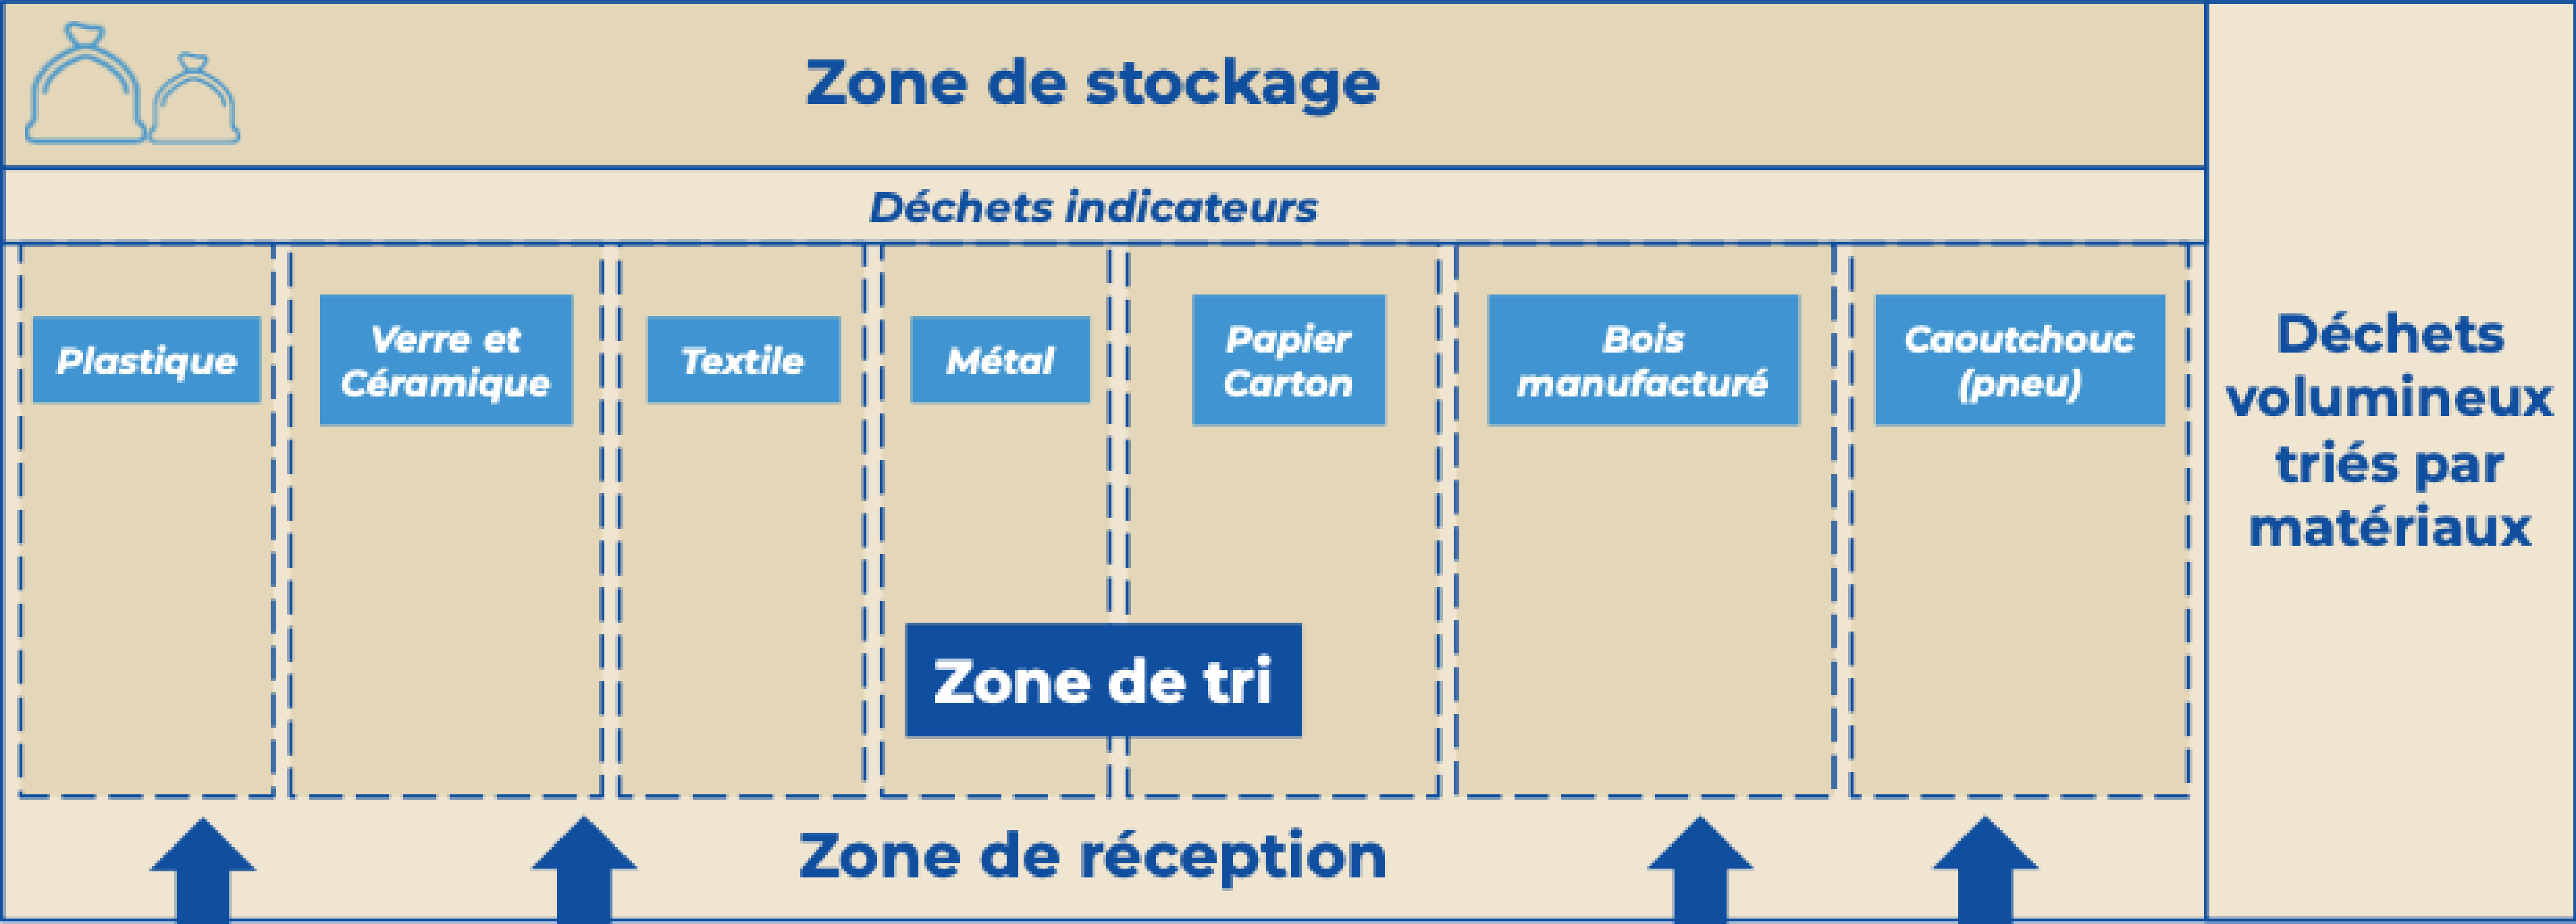 Zone de stockage
Déchets indicateurs
Plastique
Verre et
Céramique
Textile
Métal
Papier
Carton
Bois
manufacturé
Caoutchouc
(pneu)
Zone de tri
Zone de réception
Déchets
volumineux
triés par
matériaux